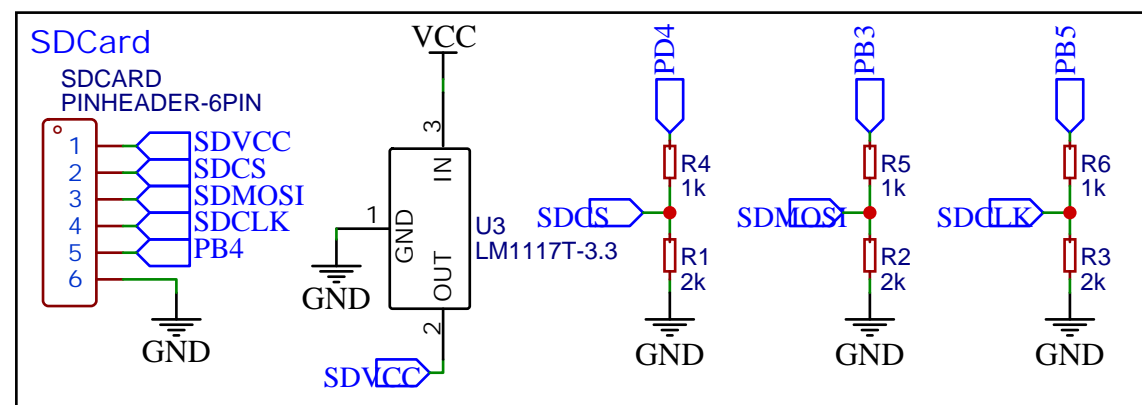 SDCard
SDCARD
PINHEADER-6PIN
1
SDVCC
2
SDCS
3
SDMOSI
4
SDCLK
5
PB4
6
GND
VCC
3
IN
1
GND
GND
U3
LM1117T-3.3
OUT
2
SDVCC
PD4
R4
1k
SDCS
R1
2k
GND
PB3
R5
1k
SDMOSI
R2
2k
GND
PB5
R6
1k
SDCLK
R3
2k
GND